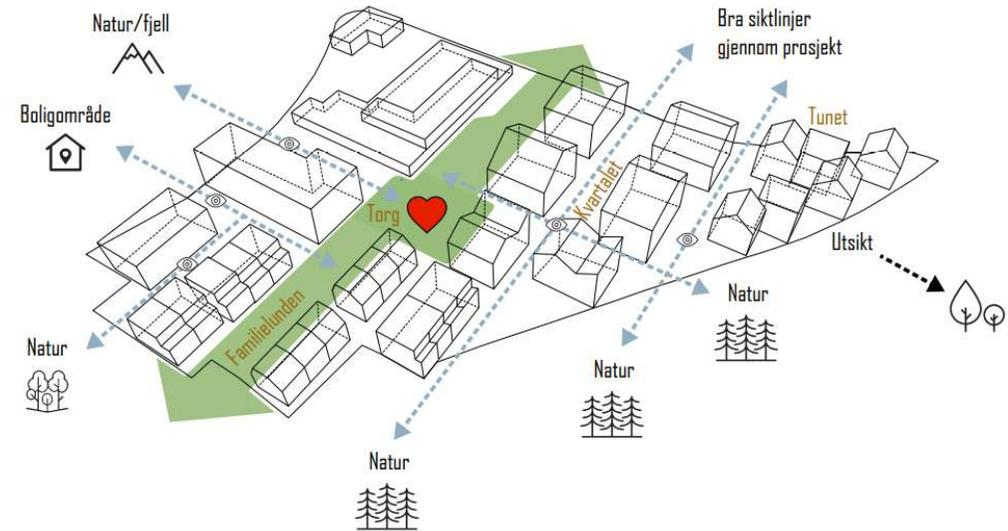 Natur/fjell
Bra siktlinjer
gjennom prosjekt
Boligområde
Tunet
Kvartalet
Torg
Utsikt
Familielunden
Natur
Natur
Natur
Natur